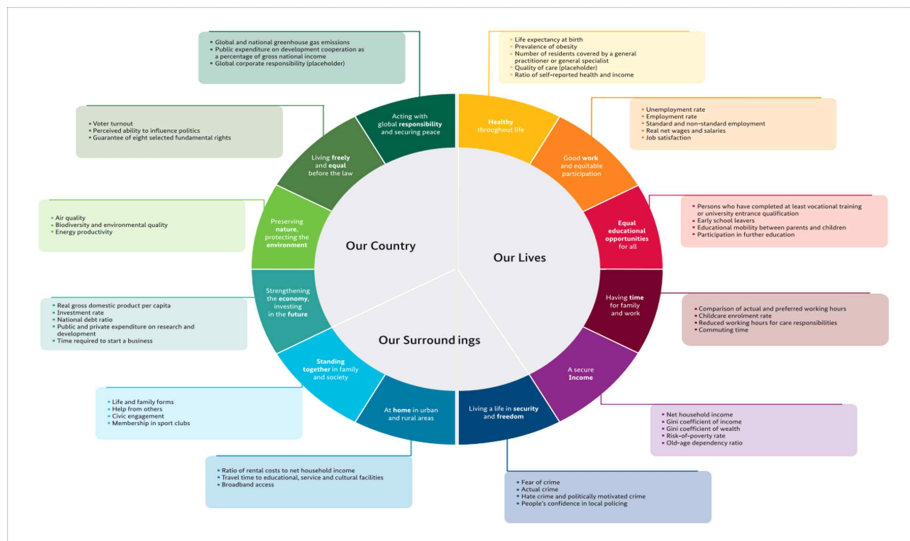 • Global and national greenhouse gas emissions
• Public expenditure on development cooperation as
a percentage of gross national income
• Global corporate responsibility (placeholder)
• Life expectancy at birth
• Prevalence of obesity
• Number of residents covered by a general
practitioner or general specialist
• Quality of care (placeholder)
• Ratio of self-reported health and income
• Voter turnout
• Perceived ability to influence politics
• Guarantee of eight selected fundamental rights
• Unemployment rate
• Employment rate
• Standard and non-standard employment
• Real net wages and salaries
• Job satisfaction
Acting with
global responsibility
and securing peace
Healthy
throughout life
Living freely
and equal
before the law
Good work
and equitable
participation
• Air quality
• Biodiversity and environmental quality
• Energy productivity
Preserving
nature,
protecting the
environment
Our Country
Our Lives
Equal
educational
opportunities
for all
• Persons who have completed at least vocational training
or university entrance qualification
• Early school leavers
• Educational mobility between parents and children
• Participation in further education
• Real gross domestic product per capita
• Investment rate
• National debt ratio
• Public and private expenditure on research and
development
• Time required to start a business
Strengthening
the economy,
investing
in the future
Having time
for family
and work
• Comparison of actual and preferred working hours
• Childcare enrolment rate
• Reduced working hours for care responsibilities
• Commuting time
Our Surroundings
Standing
together in family
and society
A secure
Income
• Life and family forms
• Help from others
• Civic engagement
• Membership in sport clubs
At home in urban
and rural areas
Living a life in security
and freedom
• Net household income
• Gini coefficient of income
• Gini coefficient of wealth
• Risk-of-poverty rate
• Old-age dependency ratio
• Ratio of rental costs to net household income
• Travel time to educational, service and cultural facilities
• Broadband access
• Fear of crime
• Actual crime
• Hate crime and politically motivated crime
• People's confidence in local policing